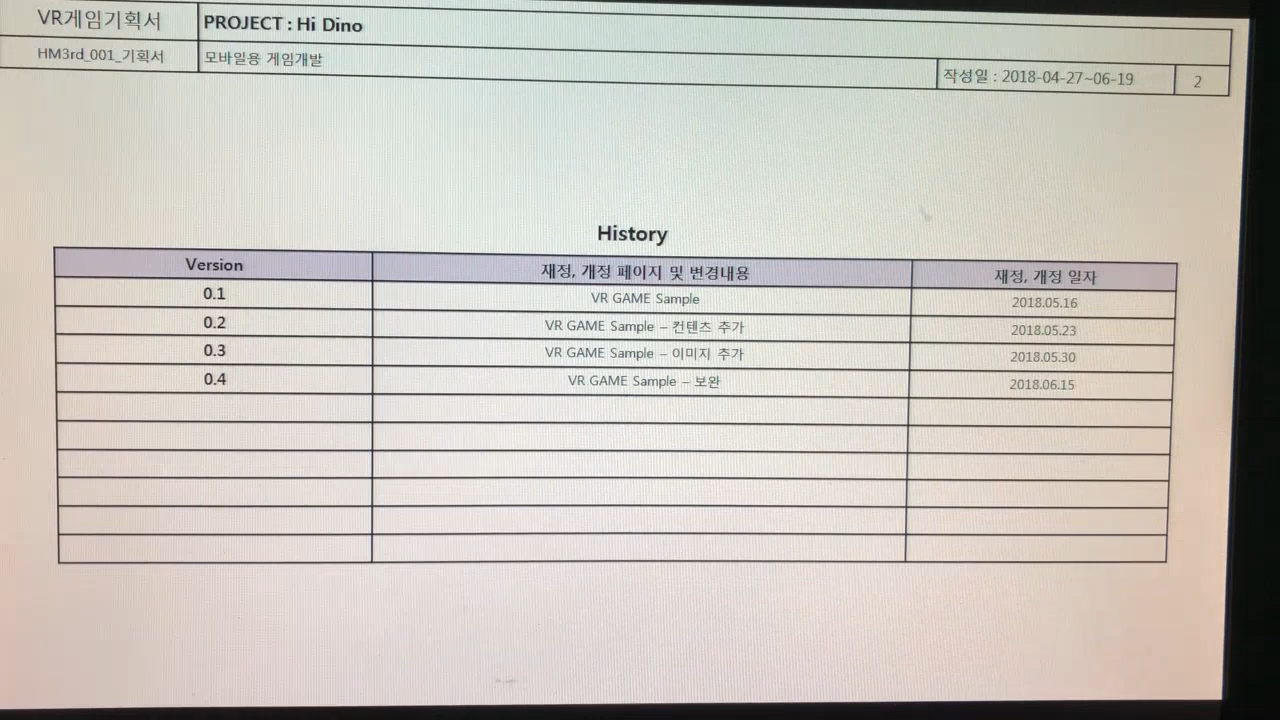 VR게임기획서 PROJECT : Hi Dino
HM3rd_001_기획서 모바일용 게임개발 작성일 : 2018-04-27~06-19 2
History
Version 재정, 개정 페이지 및 변경내용 재정, 개정 일자
0.1 VR GAME Sample 2018.05.16
0.2 VR GAME Sample – 컨텐츠 추가 2018.05.23
0.3 VR GAME Sample – 이미지 추가 2018.05.30
0.4 VR GAME Sample – 보완 2018.06.15